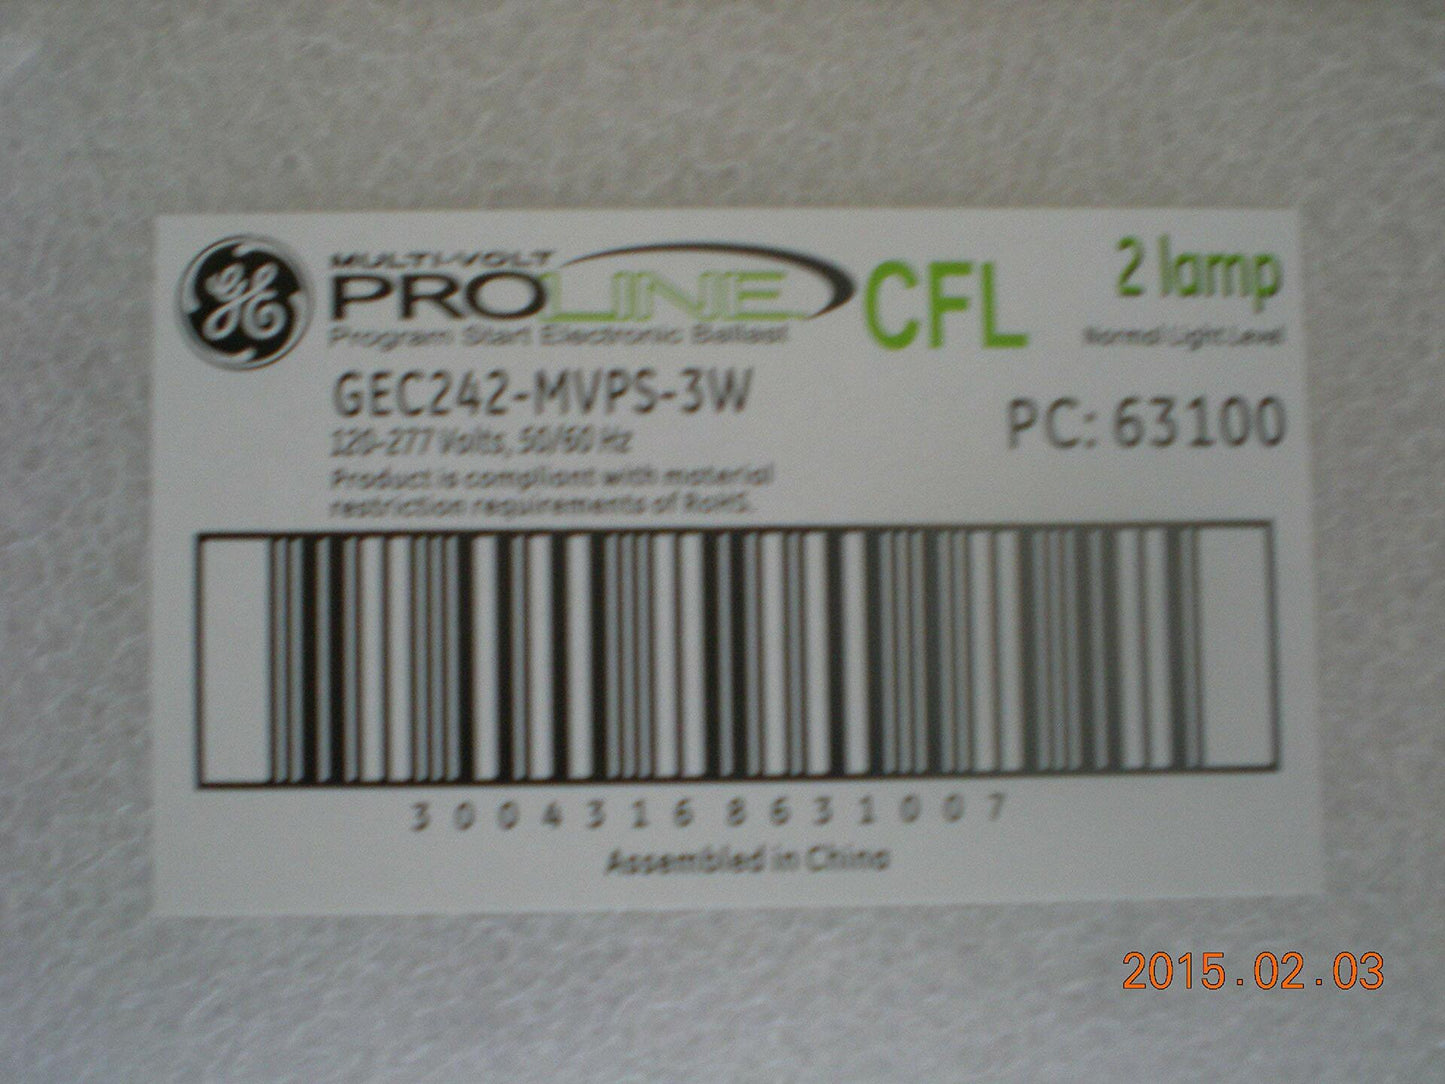 GE
MULTI-VOLT
PROLINE CFL
Program Start Electronic Ballast
2 lamp
Normal Light Level
GEC242-MVPS-3W
120-277 Volts, 50/60 Hz
PC: 63100
Product is compliant with material
restriction requirements of RoHS.
3 0 0 4 3 1 6 8 6 3 1 0 0 7
Assembled in China
2015.02.03